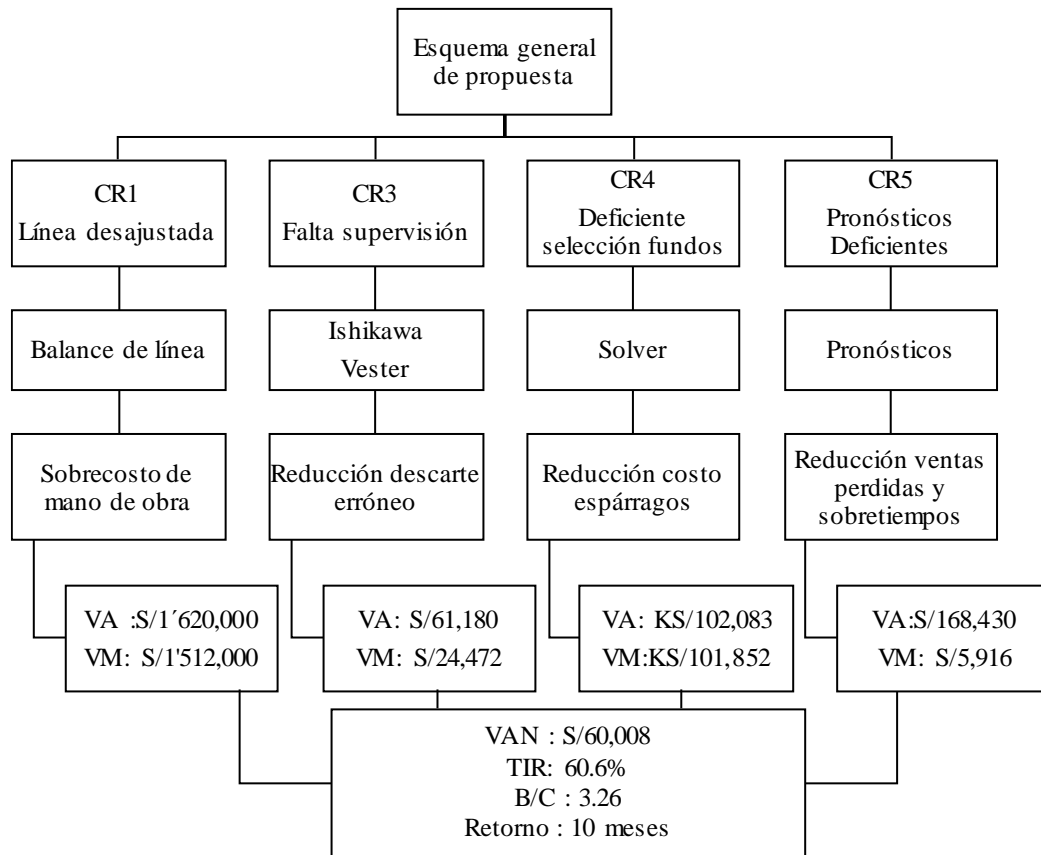 Esquema general
de propuesta
CR1
Línea desajustada
CR3
Falta supervisión
CR4
Deficiente
selección fundos
CR5
Pronósticos
Deficientes
Balance de línea
Ishikawa
Vester
Solver
Pronósticos
Sobrecosto de
mano de obra
Reducción descarte
erróneo
Reducción costo
espárragos
Reducción ventas
perdidas y
sobretiempos
VA :S/1´620,000
VM: S/1'512,000
VA: S/61,180
VM: S/24,472
VA: KS/102,083
VM:KS/101,852
VA:S/168,430
VM: S/5,916
VAN : S/60,008
TIR: 60.6%
B/C : 3.26
Retorno : 10 meses